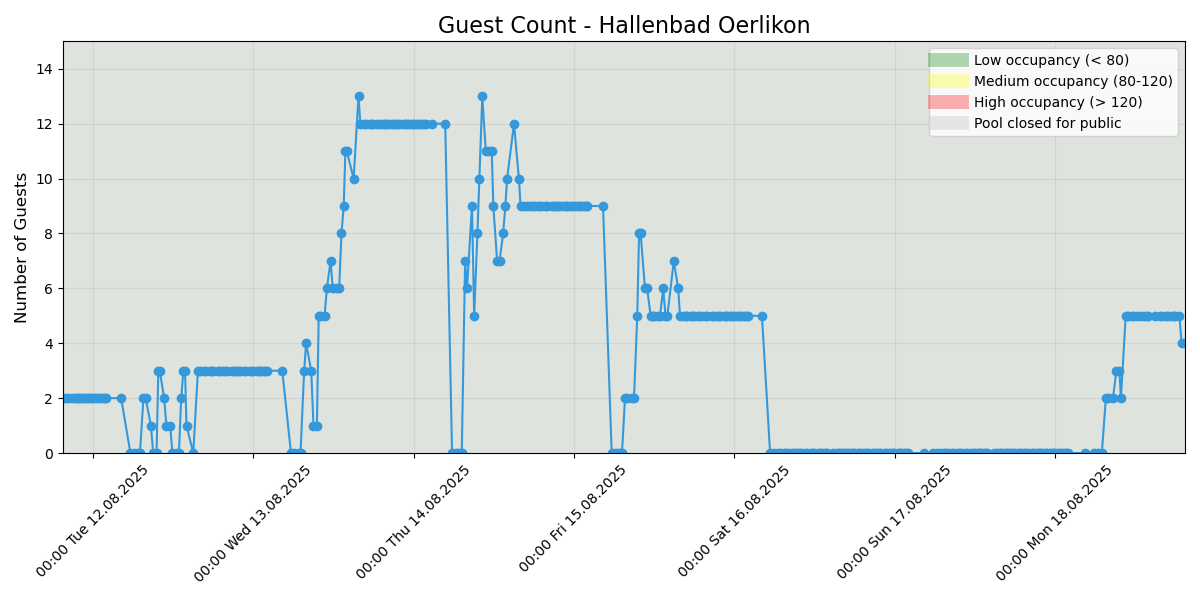 Guest Count - Hallenbad Oerlikon
Low occupancy (< 80)
Medium occupancy (80-120)
High occupancy (> 120)
Pool closed for public
Number of Guests
14
12
10
8
6
4
2
0
00:00 Tue 12.08.2025
00:00 Wed 13.08.2025
00:00 Thu 14.08.2025
00:00 Fri 15.08.2025
00:00 Sat 16.08.2025
00:00 Sun 17.08.2025
00:00 Mon 18.08.2025